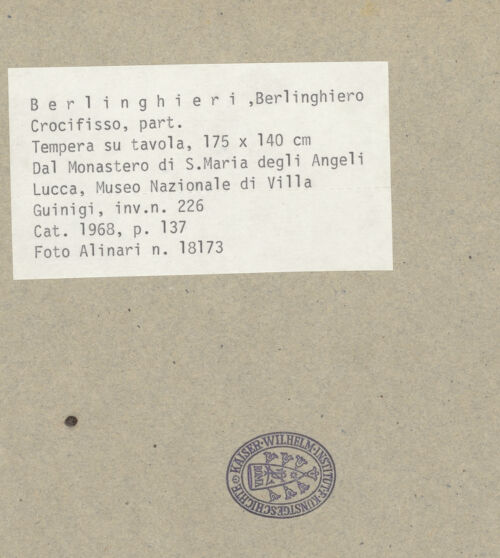 B e r l i n g h i e r i ,Berlinghiero
Crocifisso, part.
Tempera su tavola, 175 x 140 cm
Dal Monastero di S.Maria degli Angeli
Lucca, Museo Nazionale di Villa
Guinigi, inv.n. 226
Cat. 1968, p. 137
Foto Alinari n. 18173
KAISER-WILHELM-INSTITUT F. KUNSTGESCHICHTE